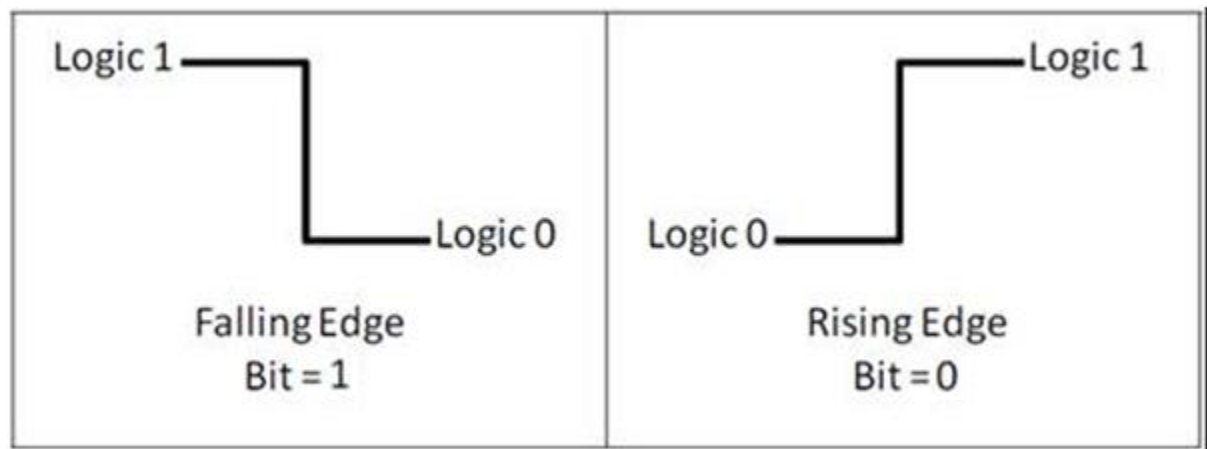 Logic 1
Logic 0
Falling Edge
Bit = 1
Logic 1
Logic 0
Rising Edge
Bit = 0